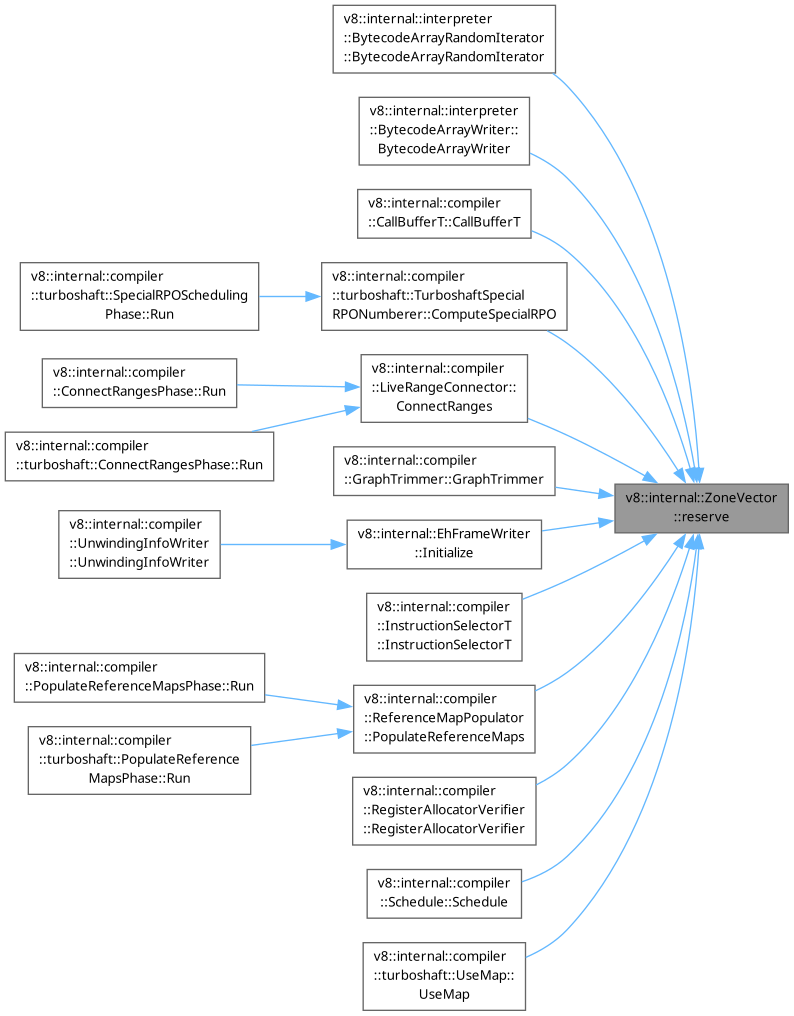 v8::internal::interpreter
::BytecodeArrayRandomIterator
::BytecodeArrayRandomIterator
v8::internal::interpreter
::BytecodeArrayWriter::
BytecodeArrayWriter
v8::internal::compiler
::CallBufferT::CallBufferT
v8::internal::compiler
::turboshaft::SpecialRPOScheduling
Phase::Run
v8::internal::compiler
::turboshaft::TurboshaftSpecial
RPONumberer::ComputeSpecialRPO
v8::internal::compiler
::ConnectRangesPhase::Run
v8::internal::compiler
::LiveRangeConnector::
ConnectRanges
v8::internal::compiler
::turboshaft::ConnectRangesPhase::Run
v8::internal::compiler
::GraphTrimmer::GraphTrimmer
v8::internal::ZoneVector
::reserve
v8::internal::compiler
::UnwindingInfoWriter
::UnwindingInfoWriter
v8::internal::EhFrameWriter
::Initialize
v8::internal::compiler
::InstructionSelectorT
::InstructionSelectorT
v8::internal::compiler
::PopulateReferenceMapsPhase::Run
v8::internal::compiler
::ReferenceMapPopulator
::PopulateReferenceMaps
v8::internal::compiler
::turboshaft::PopulateReference
MapsPhase::Run
v8::internal::compiler
::RegisterAllocatorVerifier
::RegisterAllocatorVerifier
v8::internal::compiler
::Schedule::Schedule
v8::internal::compiler
::turboshaft::UseMap::
UseMap